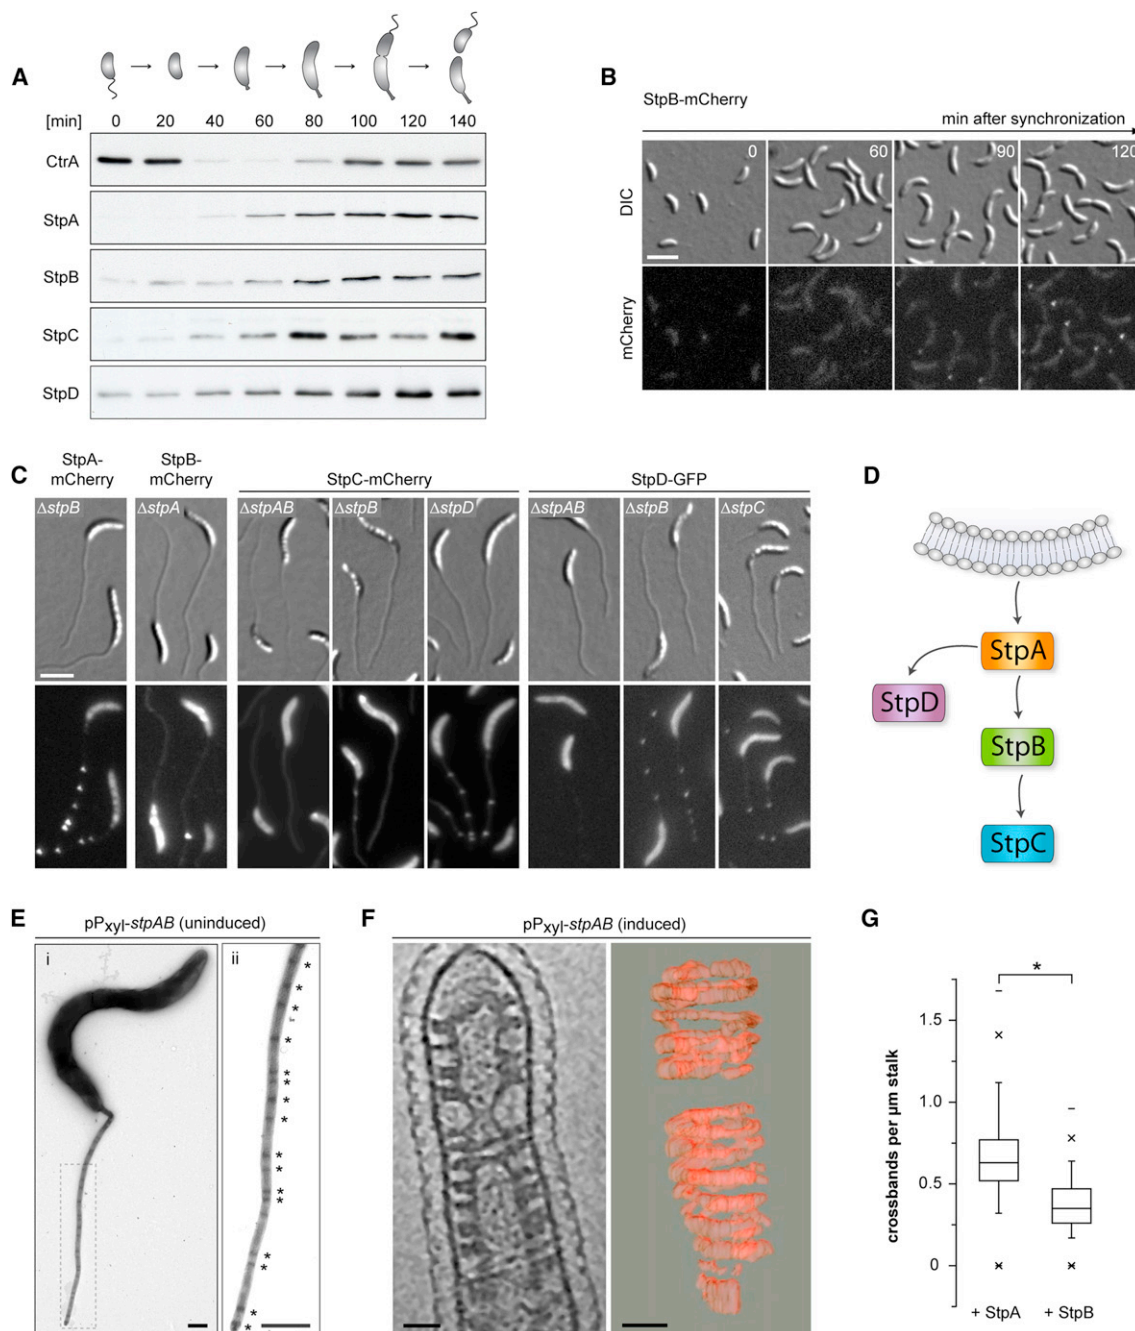 A
[min] 0 20 40 60 80 100 120 140
CtrA
StpA
StpB
StpC
StpD
B
StpB-mCherry
min after synchronization
0 60 90 120
DIC
mCherry
C
StpA-
mCherry
StpB-
mCherry
StpC-mCherry
StpD-GFP
ΔstpB ΔstpA ΔstpAB ΔstpB ΔstpD ΔstpAB ΔstpB ΔstpC
D
StpA
StpD
StpB
StpC
E
pPxyl-stpAB (uninduced)
i ii
* * * * * * * * * * * * * * * *
F
pPxyl-stpAB (induced)
G
*
crossbands per µm stalk
1.5
1.0
0.5
0
+ StpA + StpB